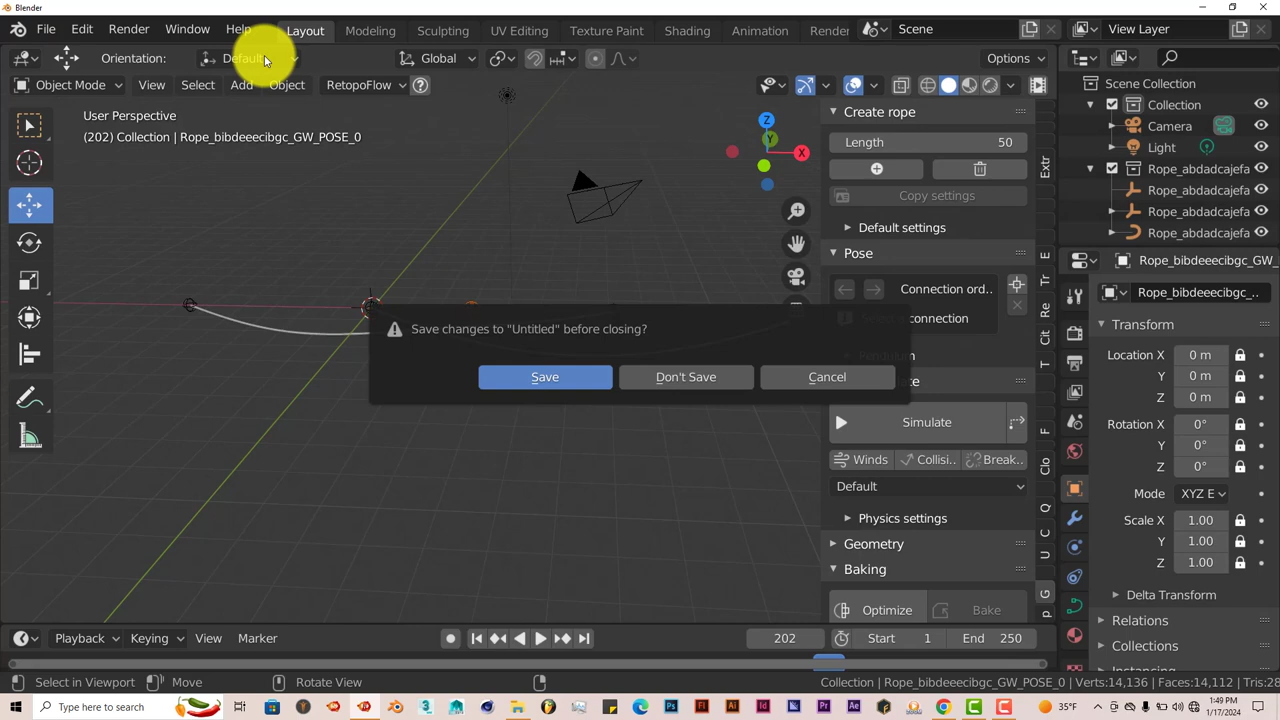 Blender
File Edit Render Window Help Layout Modeling Sculpting UV Editing Texture Paint Shading Animation Render Scene View Layer
Orientation: Default Global Options
Object Mode View Select Add Object RetopoFlow
User Perspective
(202) Collection | Rope_bibdeeecibgc_GW_POSE_0
Z
Y
X
Create rope
Length 50
Copy settings
Default settings
Pose
Connection ord..
connection
Simulate
Winds Collisi.. Break..
Default
Physics settings
Geometry
Baking
Optimize Bake
Extr
E
Tr
Re
Cit
T
F
Clo
Q
C
U
G
P
Scene Collection
Collection
Camera
Light
Rope_abdadcajefa
Rope_abdadcajefa
Rope_abdadcajefa
Rope_abdadcajefa
Rope_bibdeeecibgc_GW_
Rope_bibdeeecibgc_..
Transform
Location X 0 m
Y 0 m
Z 0 m
Rotation X 0°
Y 0°
Z 0°
Mode XYZ E
Scale X 1.00
Y 1.00
Z 1.00
Delta Transform
Relations
Collections
Instancing
Save changes to "Untitled" before closing?
Save Don't Save Cancel
Playback Keying View Marker 202 Start 1 End 250
Select in Viewport Move Rotate View Collection | Rope_bibdeeecibgc_GW_POSE_0 | Verts:14,136 | Faces:14,112 | Tris:28
Type here to search 35°F 1:49 PM
1/17/2024